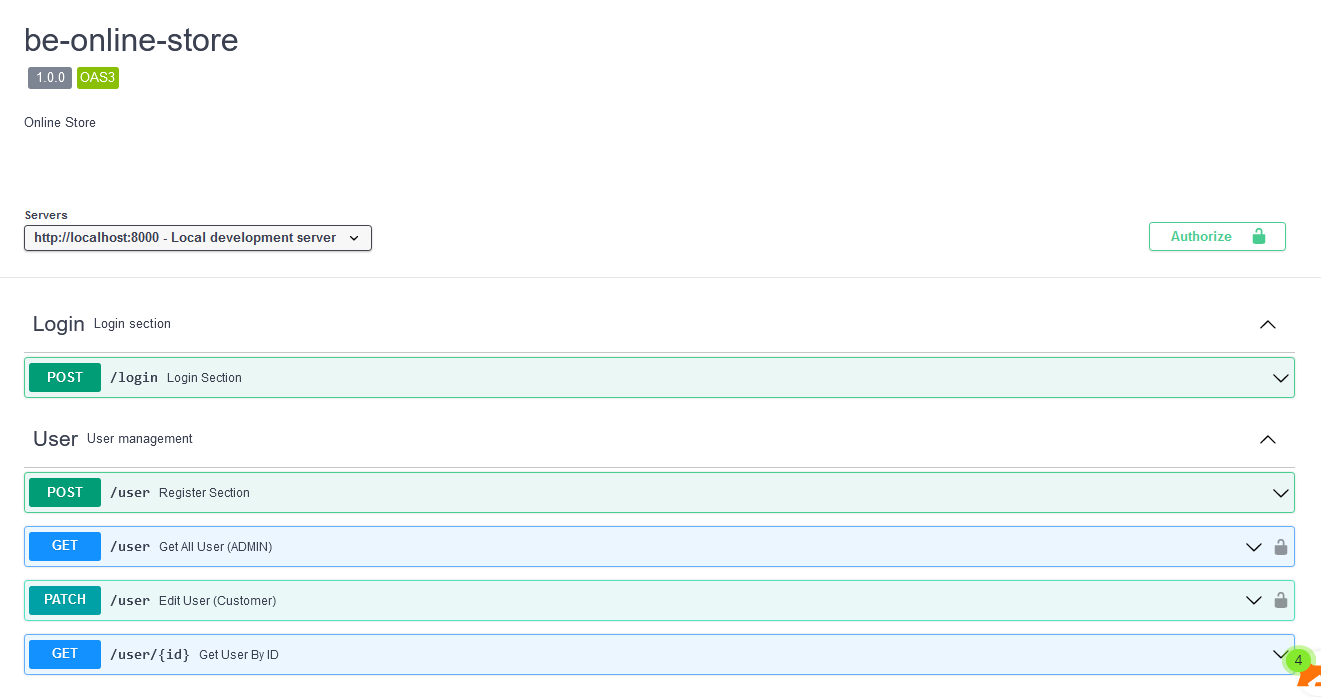 be-online-store
1.0.0 OAS3
Online Store
Servers
http://localhost:8000 - Local development server
Authorize
Login Login section
POST /login Login Section
User User management
POST /user Register Section
GET /user Get All User (ADMIN)
PATCH /user Edit User (Customer)
GET /user/{id} Get User By ID
4